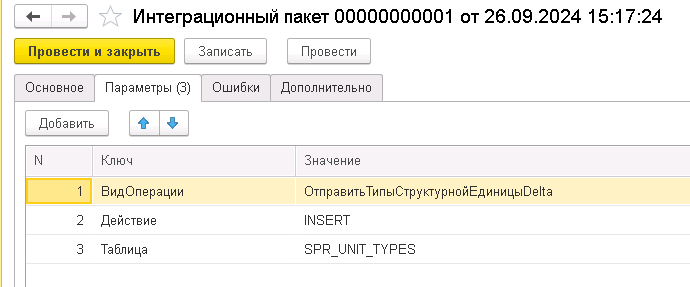 Интеграционный пакет 00000000001 от 26.09.2024 15:17:24
Провести и закрыть Записать Провести
Основное Параметры (3) Ошибки Дополнительно
Добавить
N Ключ Значение
1 ВидОперации ОтправитьТипыСтруктурнойЕдиницыDelta
2 Действие INSERT
3 Таблица SPR_UNIT_TYPES